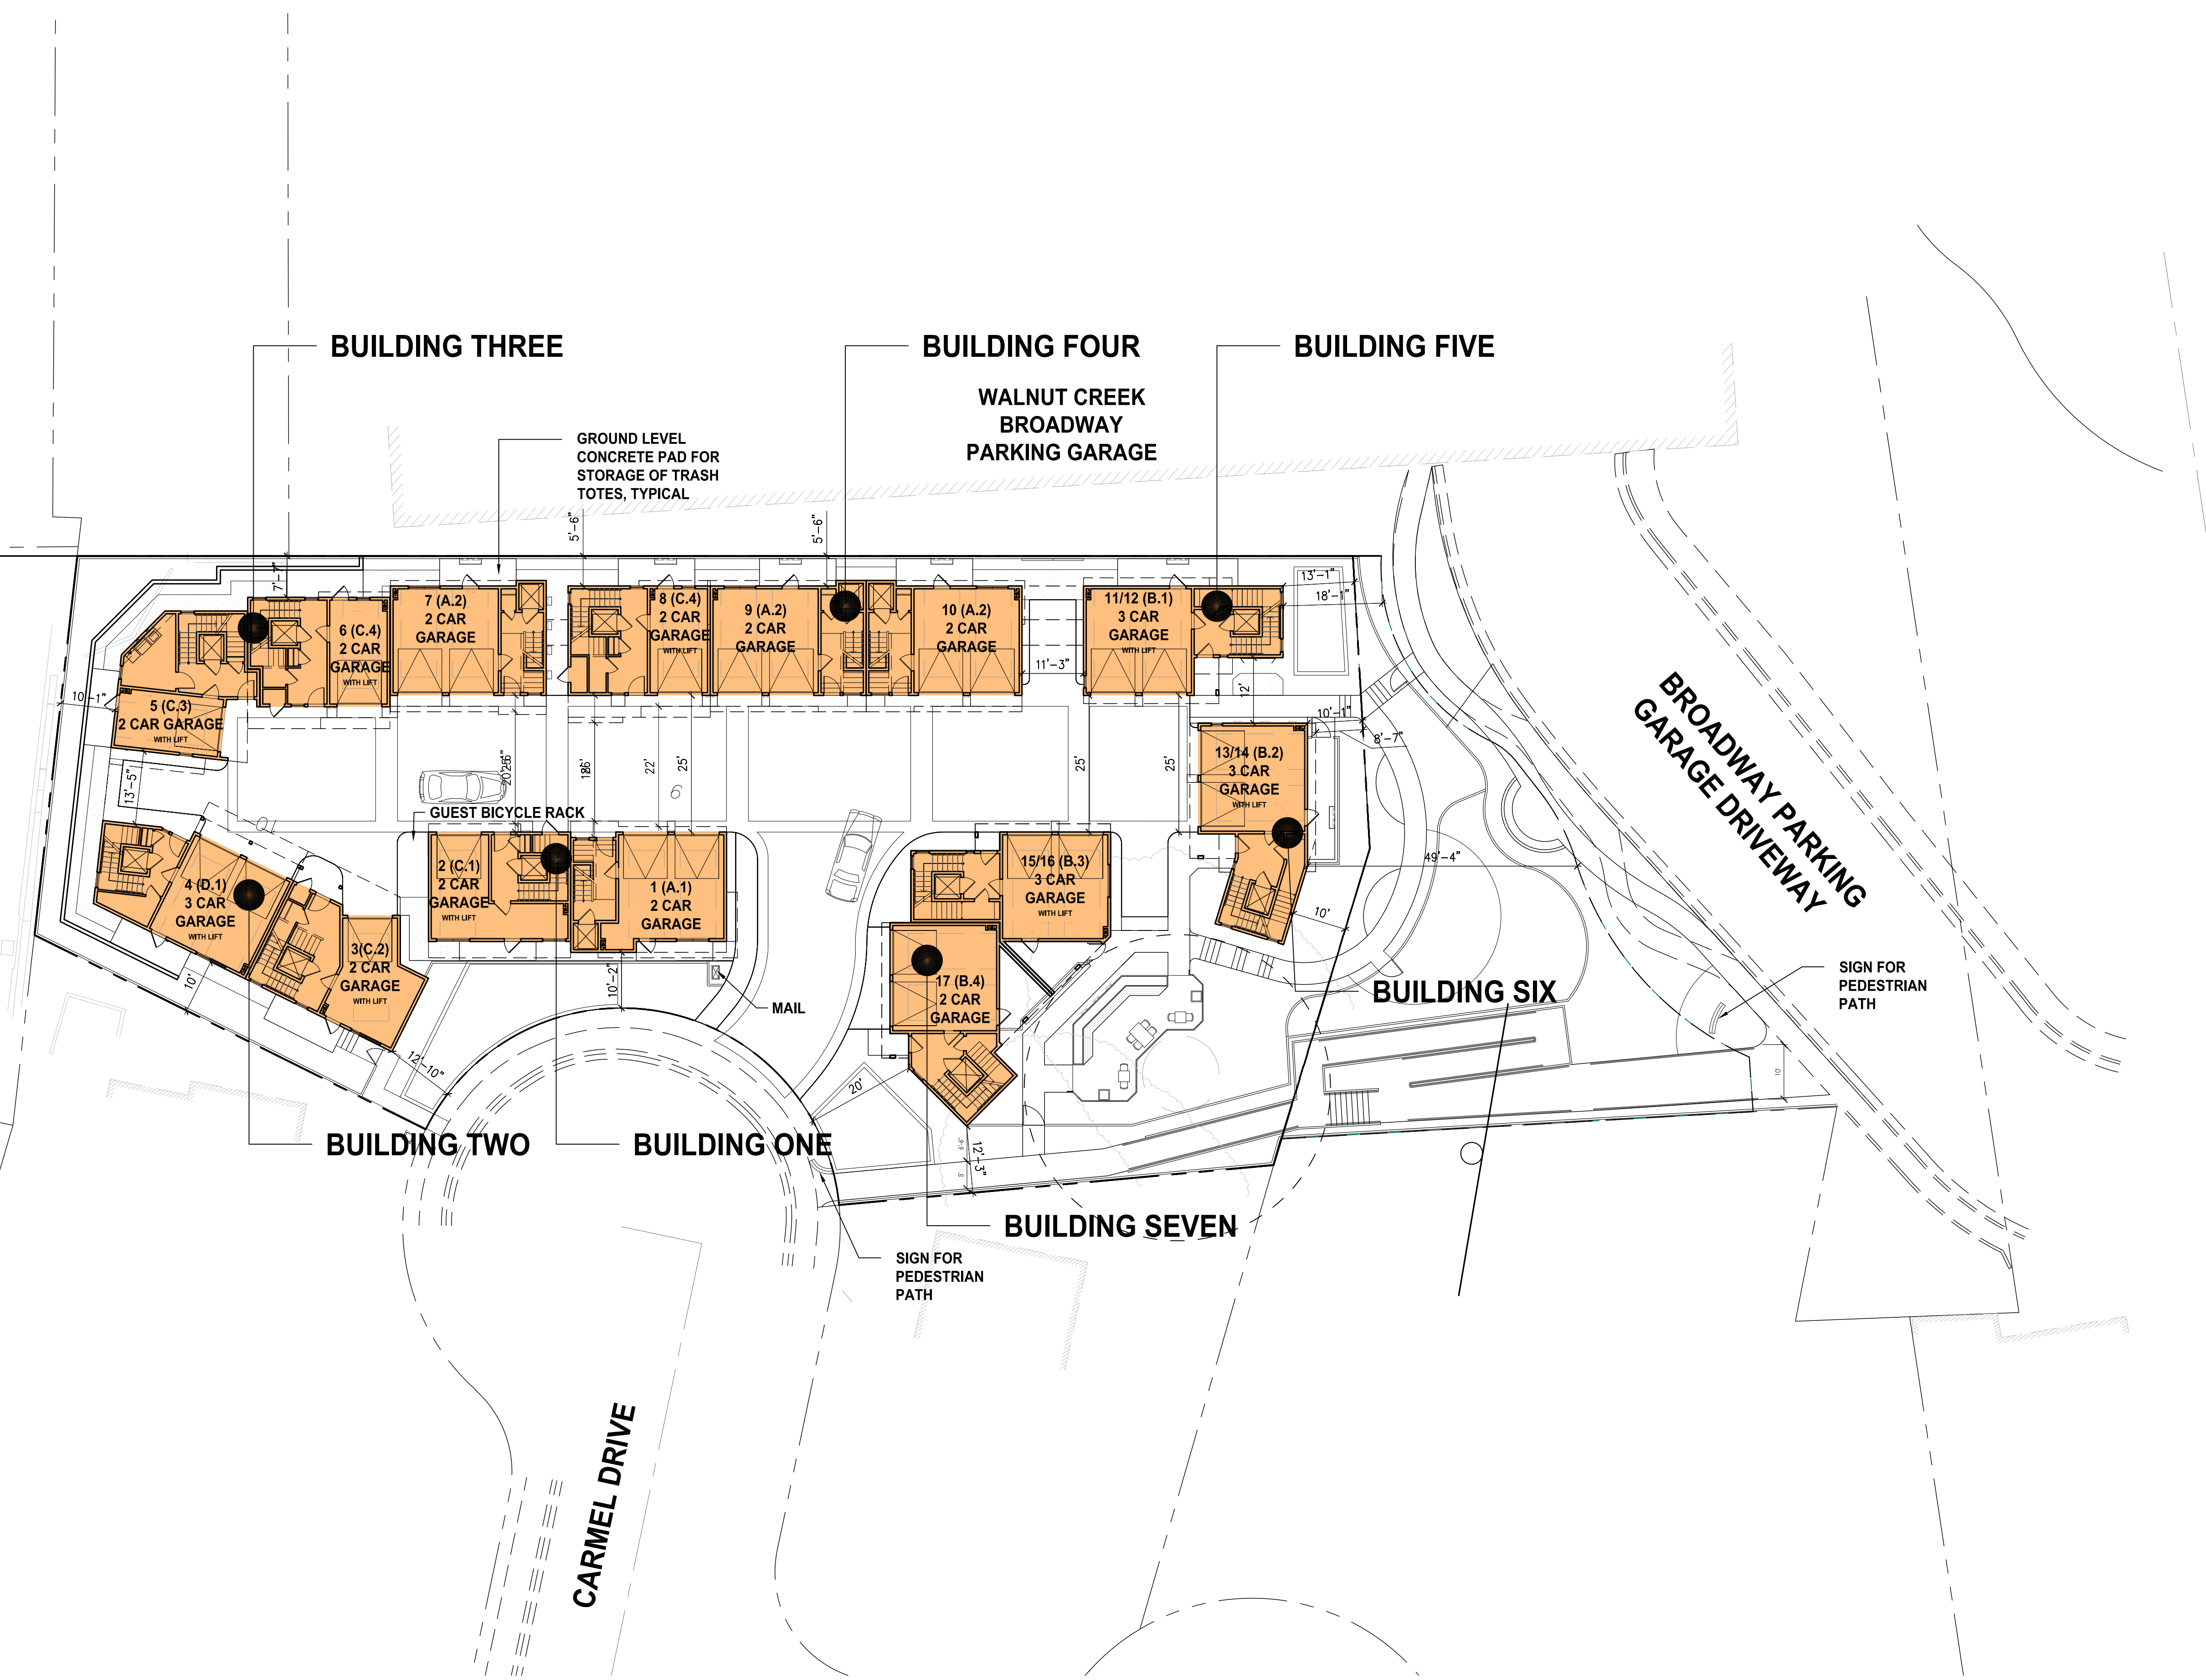 BUILDING THREE
BUILDING FOUR
BUILDING FIVE
WALNUT CREEK
BROADWAY
PARKING GARAGE
GROUND LEVEL
CONCRETE PAD FOR
STORAGE OF TRASH
TOTES, TYPICAL
5'-6"
5'-6"
7'-7"
13'-1"
18'-1"
6 (C.4)
2 CAR
GARAGE
WITH LIFT
7 (A.2)
2 CAR
GARAGE
8 (C.4)
2 CAR
GARAGE
WITH LIFT
9 (A.2)
2 CAR
GARAGE
10 (A.2)
2 CAR
GARAGE
11'-3"
11/12 (B.1)
3 CAR
GARAGE
WITH LIFT
12'
10'-1"
5 (C.3)
2 CAR GARAGE
WITH LIFT
10'-1"
8'-7"
13'-5"
22'
25'
6
25'
25'
13/14 (B.2)
3 CAR
GARAGE
WITH LIFT
BROADWAY PARKING
GARAGE DRIVEWAY
GUEST BICYCLE RACK
49'-4"
4 (D.1)
3 CAR
GARAGE
WITH LIFT
2 (C.1)
2 CAR
GARAGE
WITH LIFT
1 (A.1)
2 CAR
GARAGE
15/16 (B.3)
3 CAR
GARAGE
WITH LIFT
10'
3(C.2)
2 CAR
GARAGE
WITH LIFT
10'
10'-2"
MAIL
17 (B.4)
2 CAR
GARAGE
BUILDING SIX
SIGN FOR
PEDESTRIAN
PATH
12'-10"
20'
10'
BUILDING TWO
BUILDING ONE
12'-3"
5'
BUILDING SEVEN
SIGN FOR
PEDESTRIAN
PATH
CARMEL DRIVE